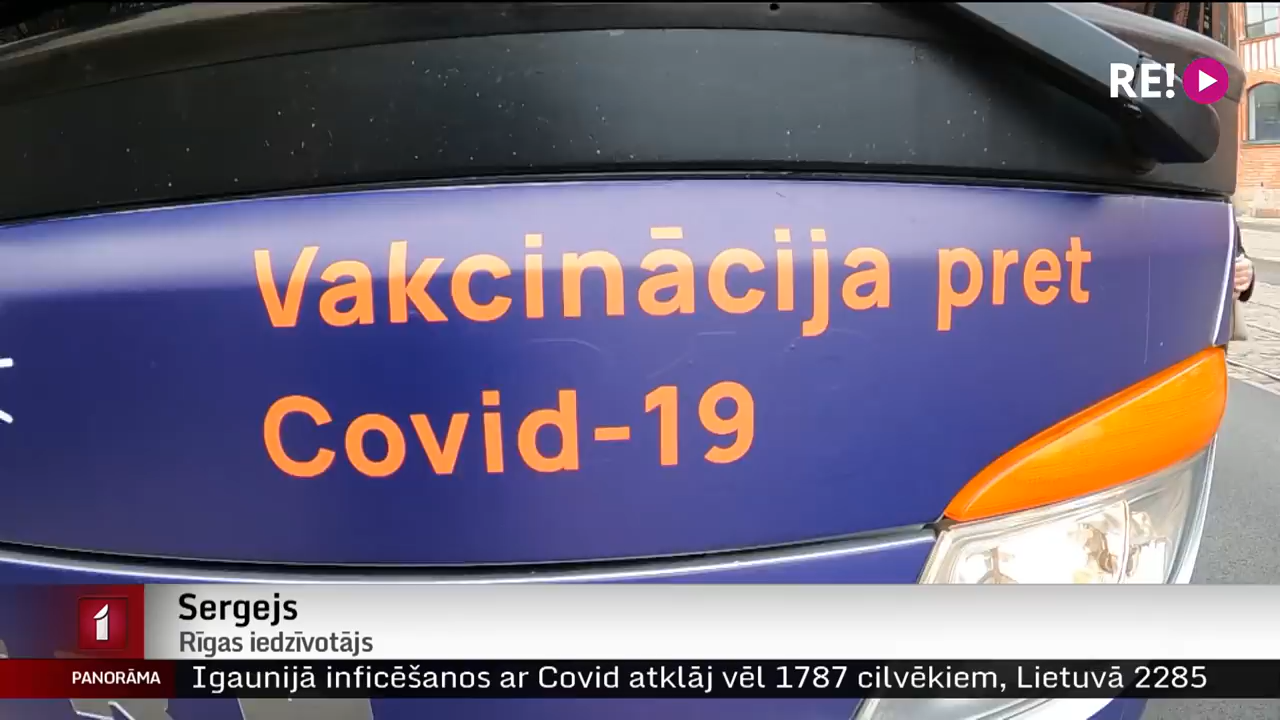 RE!
Vakcinācija pret
Covid-19
1
Sergejs
Rīgas iedzīvotājs
PANORĀMA
Igaunijā inficēšanos ar Covid atklāj vēl 1787 cilvēkiem, Lietuvā 2285